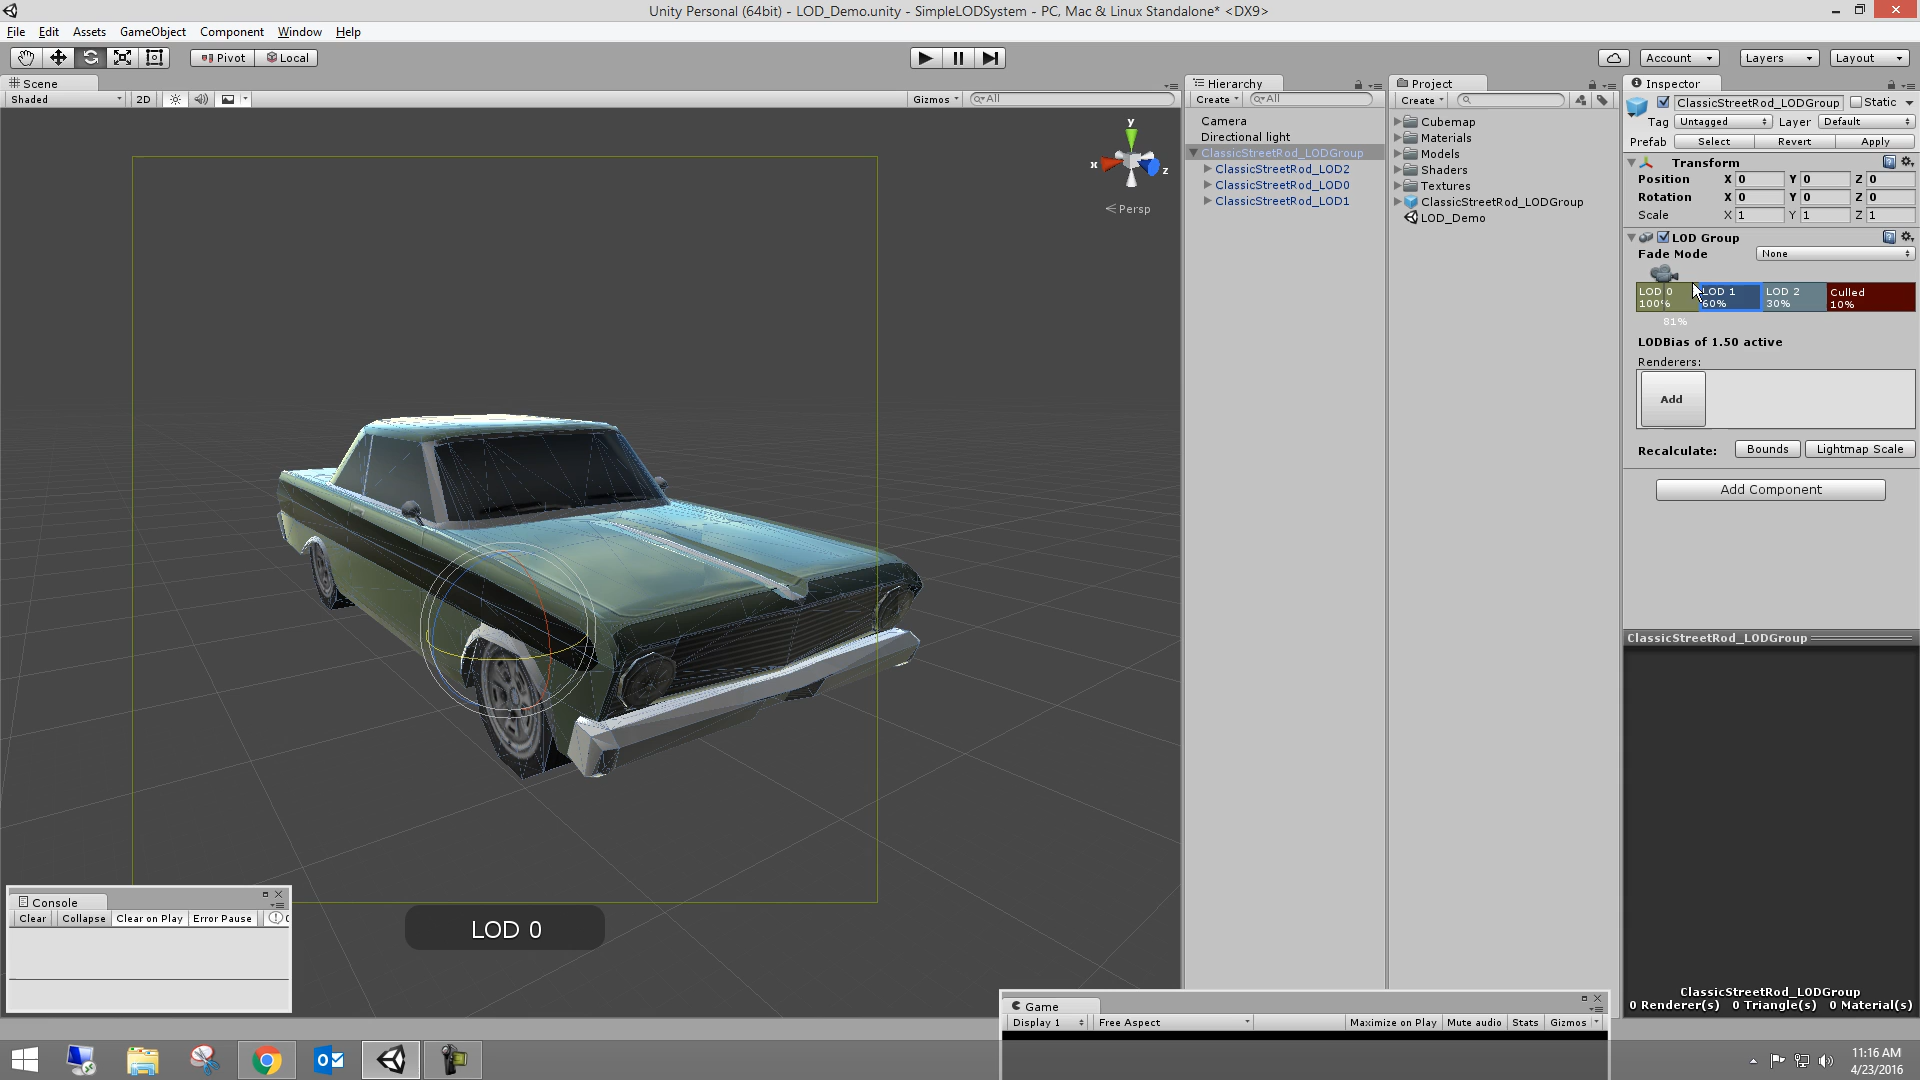 Unity Personal (64bit) - LOD_Demo.unity - SimpleLODSystem - PC, Mac & Linux Standalone* <DX9>
File Edit Assets GameObject Component Window Help
Pivot Local Account Layers Layout
Scene
Shaded 2D Gizmos All
y
x
z
Persp
LOD 0
Console
Clear Collapse Clear on Play Error Pause
Hierarchy
Create All
Camera
Directional light
ClassicStreetRod_LODGroup
ClassicStreetRod_LOD2
ClassicStreetRod_LOD0
ClassicStreetRod_LOD1
Project
Create
Cubemap
Materials
Models
Shaders
Textures
ClassicStreetRod_LODGroup
LOD_Demo
Inspector
ClassicStreetRod_LODGroup Static
Tag Untagged Layer Default
Prefab Select Revert Apply
Transform
Position X 0 Y 0 Z 0
Rotation X 0 Y 0 Z 0
Scale X 1 Y 1 Z 1
LOD Group
Fade Mode None
LOD 0 LOD 1 LOD 2 Culled
100% 60% 30% 10%
81%
LODBias of 1.50 active
Renderers:
Add
Recalculate: Bounds Lightmap Scale
Add Component
ClassicStreetRod_LODGroup
ClassicStreetRod_LODGroup
0 Renderer(s) 0 Triangle(s) 0 Material(s)
Game
Display 1 Free Aspect Maximize on Play Mute audio Stats Gizmos
11:16 AM
4/23/2016